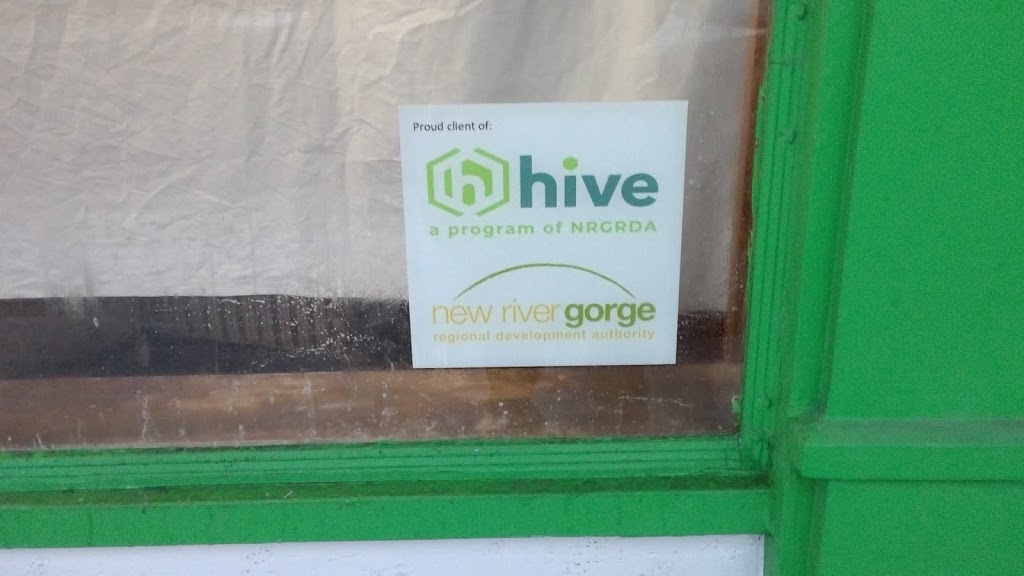 Proud client of:
hive
a program of NRGRDA
new river gorge
regional development authority